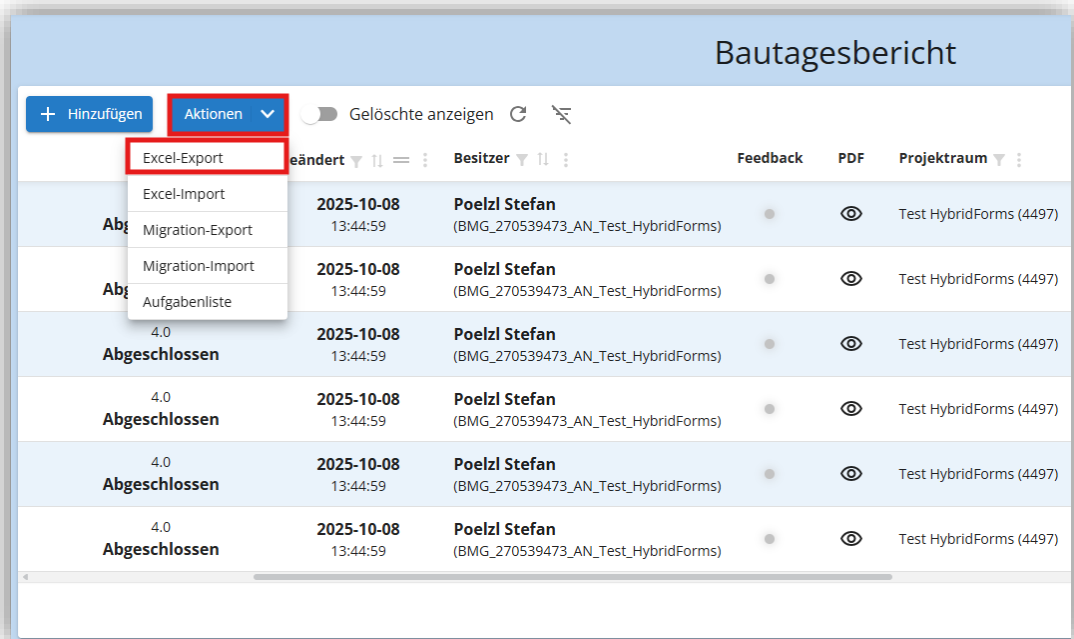 Bautagesbericht
Hinzufügen Aktionen Gelöschte anzeigen
eändert Besitzer Feedback PDF Projektraum
Excel-Export
Excel-Import
Migration-Export
Migration-Import
Aufgabenliste
2025-10-08 Poelzl Stefan
Abg 13:44:59 (BMG_270539473_AN_Test_HybridForms) Test HybridForms (4497)
2025-10-08 Poelzl Stefan
Abg 13:44:59 (BMG_270539473_AN_Test_HybridForms) Test HybridForms (4497)
4.0 2025-10-08 Poelzl Stefan
Abgeschlossen 13:44:59 (BMG_270539473_AN_Test_HybridForms) Test HybridForms (4497)
4.0 2025-10-08 Poelzl Stefan
Abgeschlossen 13:44:59 (BMG_270539473_AN_Test_HybridForms) Test HybridForms (4497)
4.0 2025-10-08 Poelzl Stefan
Abgeschlossen 13:44:59 (BMG_270539473_AN_Test_HybridForms) Test HybridForms (4497)
4.0 2025-10-08 Poelzl Stefan
Abgeschlossen 13:44:59 (BMG_270539473_AN_Test_HybridForms) Test HybridForms (4497)